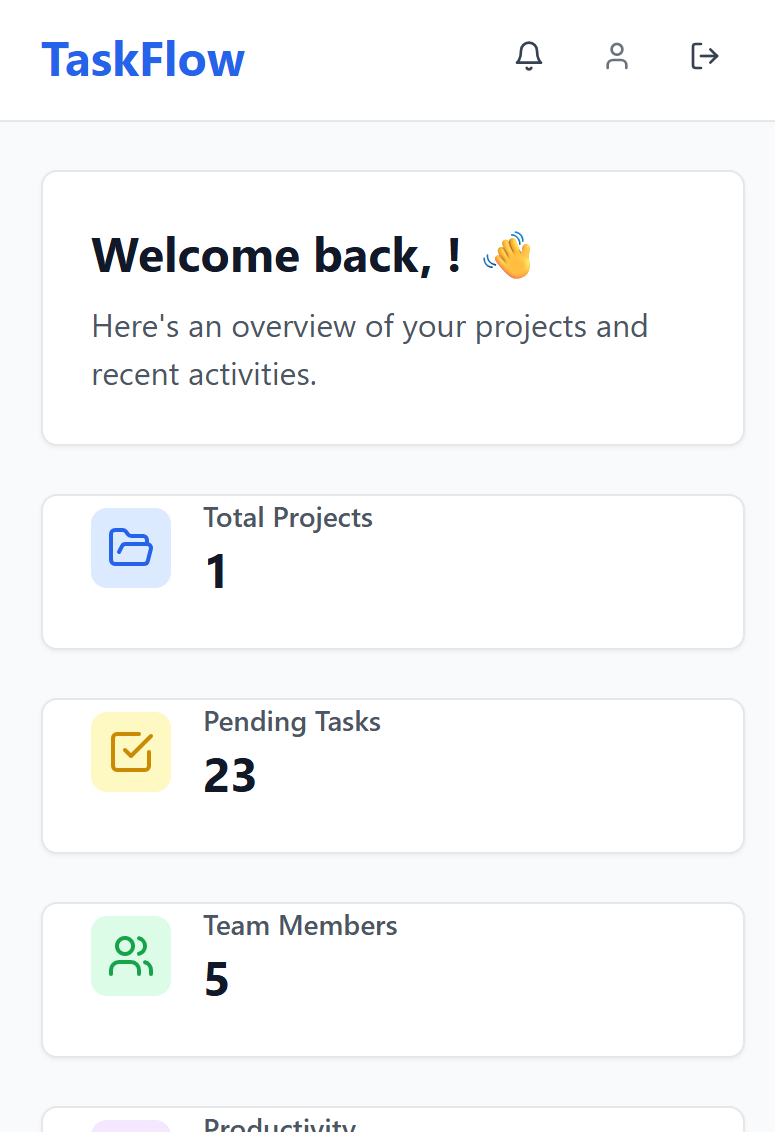 TaskFlow
Welcome back, ! 👋
Here's an overview of your projects and
recent activities.
Total Projects
1
Pending Tasks
23
Team Members
5
Productivity